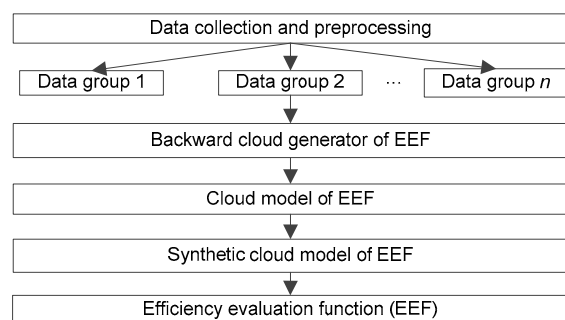 Data collection and preprocessing
Data group 1
Data group 2
...
Data group n
Backward cloud generator of EEF
Cloud model of EEF
Synthetic cloud model of EEF
Efficiency evaluation function (EEF)